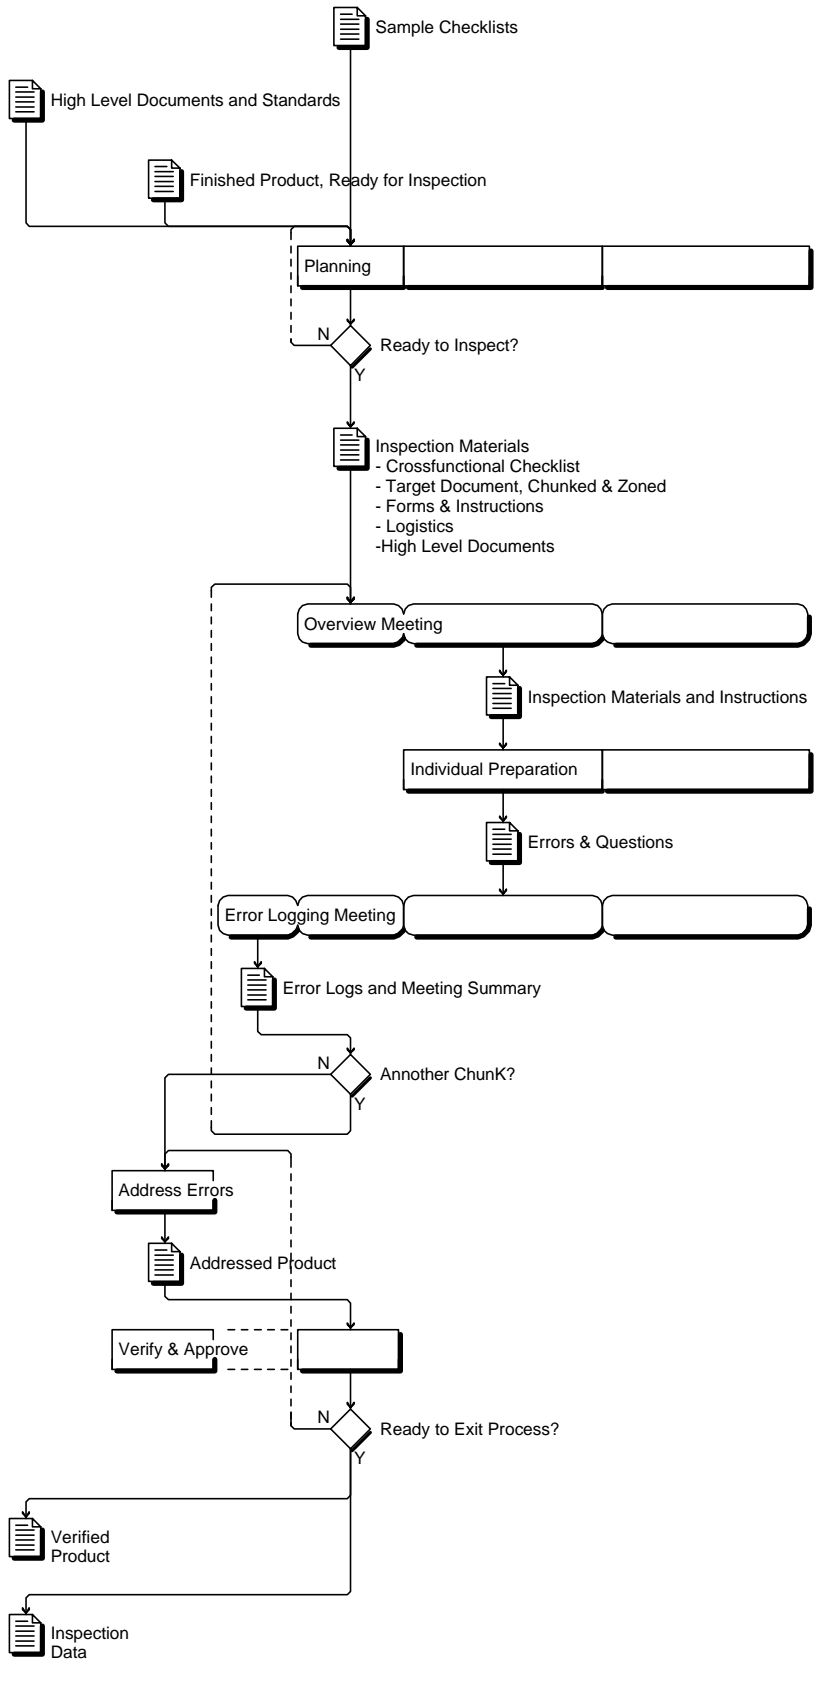 Sample Checklists
High Level Documents and Standards
Finished Product, Ready for Inspection
Planning
N
Ready to Inspect?
Y
Inspection Materials
- Crossfunctional Checklist
- Target Document, Chunked & Zoned
- Forms & Instructions
- Logistics
-High Level Documents
Overview Meeting
Inspection Materials and Instructions
Individual Preparation
Errors & Questions
Error Logging Meeting
Error Logs and Meeting Summary
N
Annother ChunK?
Y
Address Errors
Addressed Product
Verify & Approve
N
Ready to Exit Process?
Y
Verified
Product
Inspection
Data